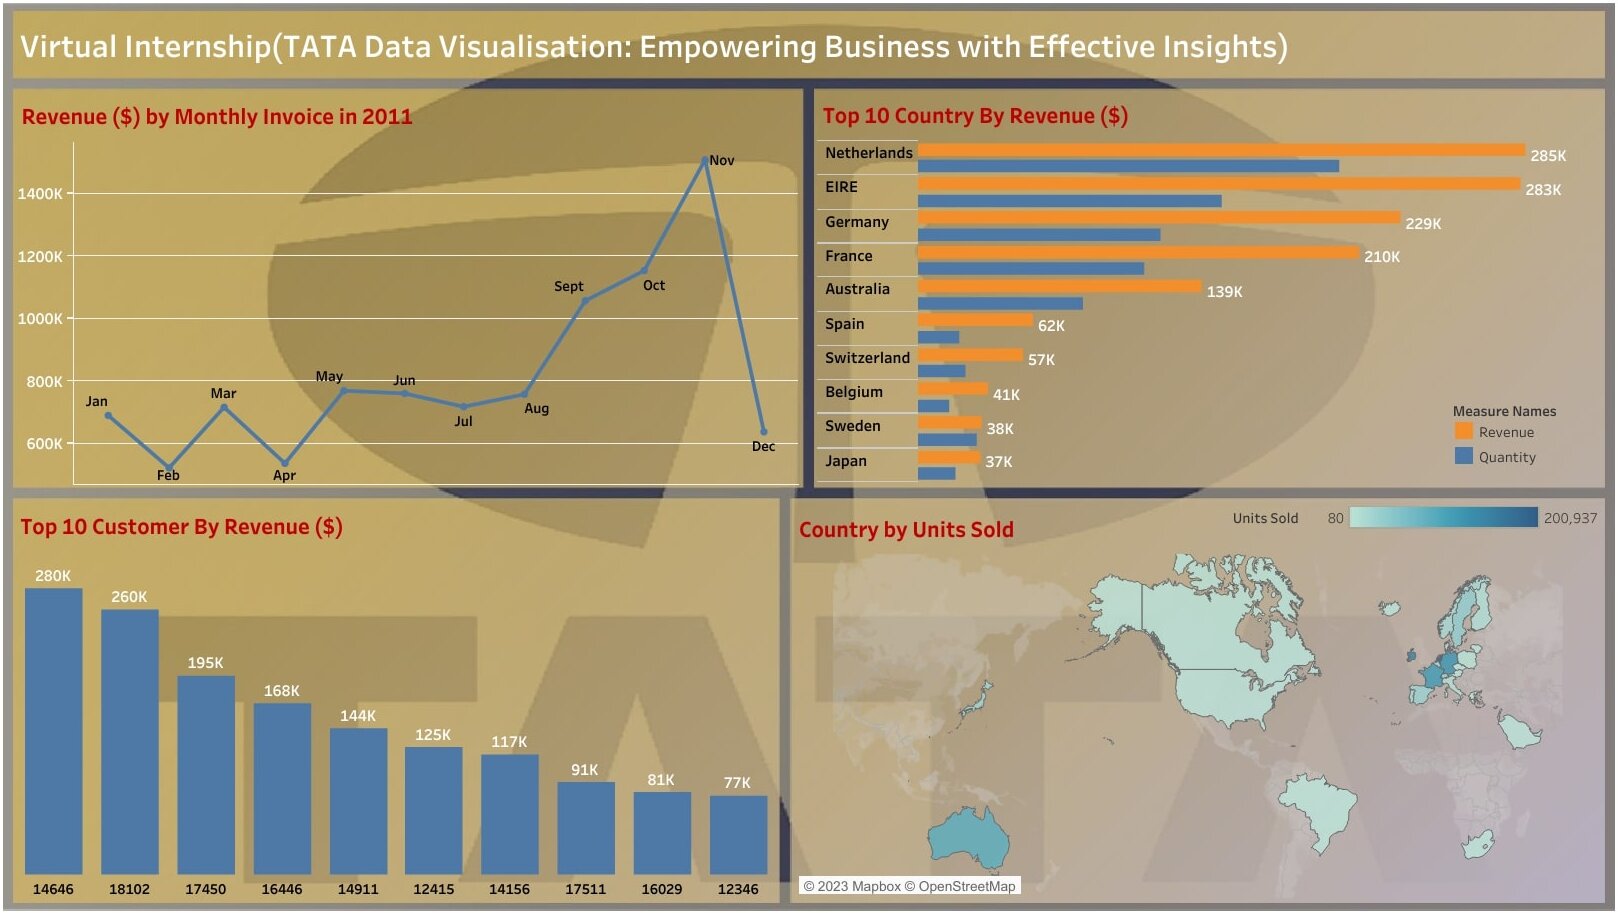 Virtual Internship(TATA Data Visualisation: Empowering Business with Effective Insights)
Revenue ($) by Monthly Invoice in 2011
1400K
1200K
1000K
800K
600K
Jan
Feb
Mar
Apr
May
Jun
Jul
Aug
Sept
Oct
Nov
Dec
Top 10 Country By Revenue ($)
Netherlands 285K
EIRE 283K
Germany 229K
France 210K
Australia 139K
Spain 62K
Switzerland 57K
Belgium 41K
Sweden 38K
Japan 37K
Measure Names
Revenue
Quantity
Top 10 Customer By Revenue ($)
280K 260K 195K 168K 144K 125K 117K 91K 81K 77K
14646 18102 17450 16446 14911 12415 14156 17511 16029 12346
Country by Units Sold
Units Sold 80 200,937
© 2023 Mapbox © OpenStreetMap
TATA